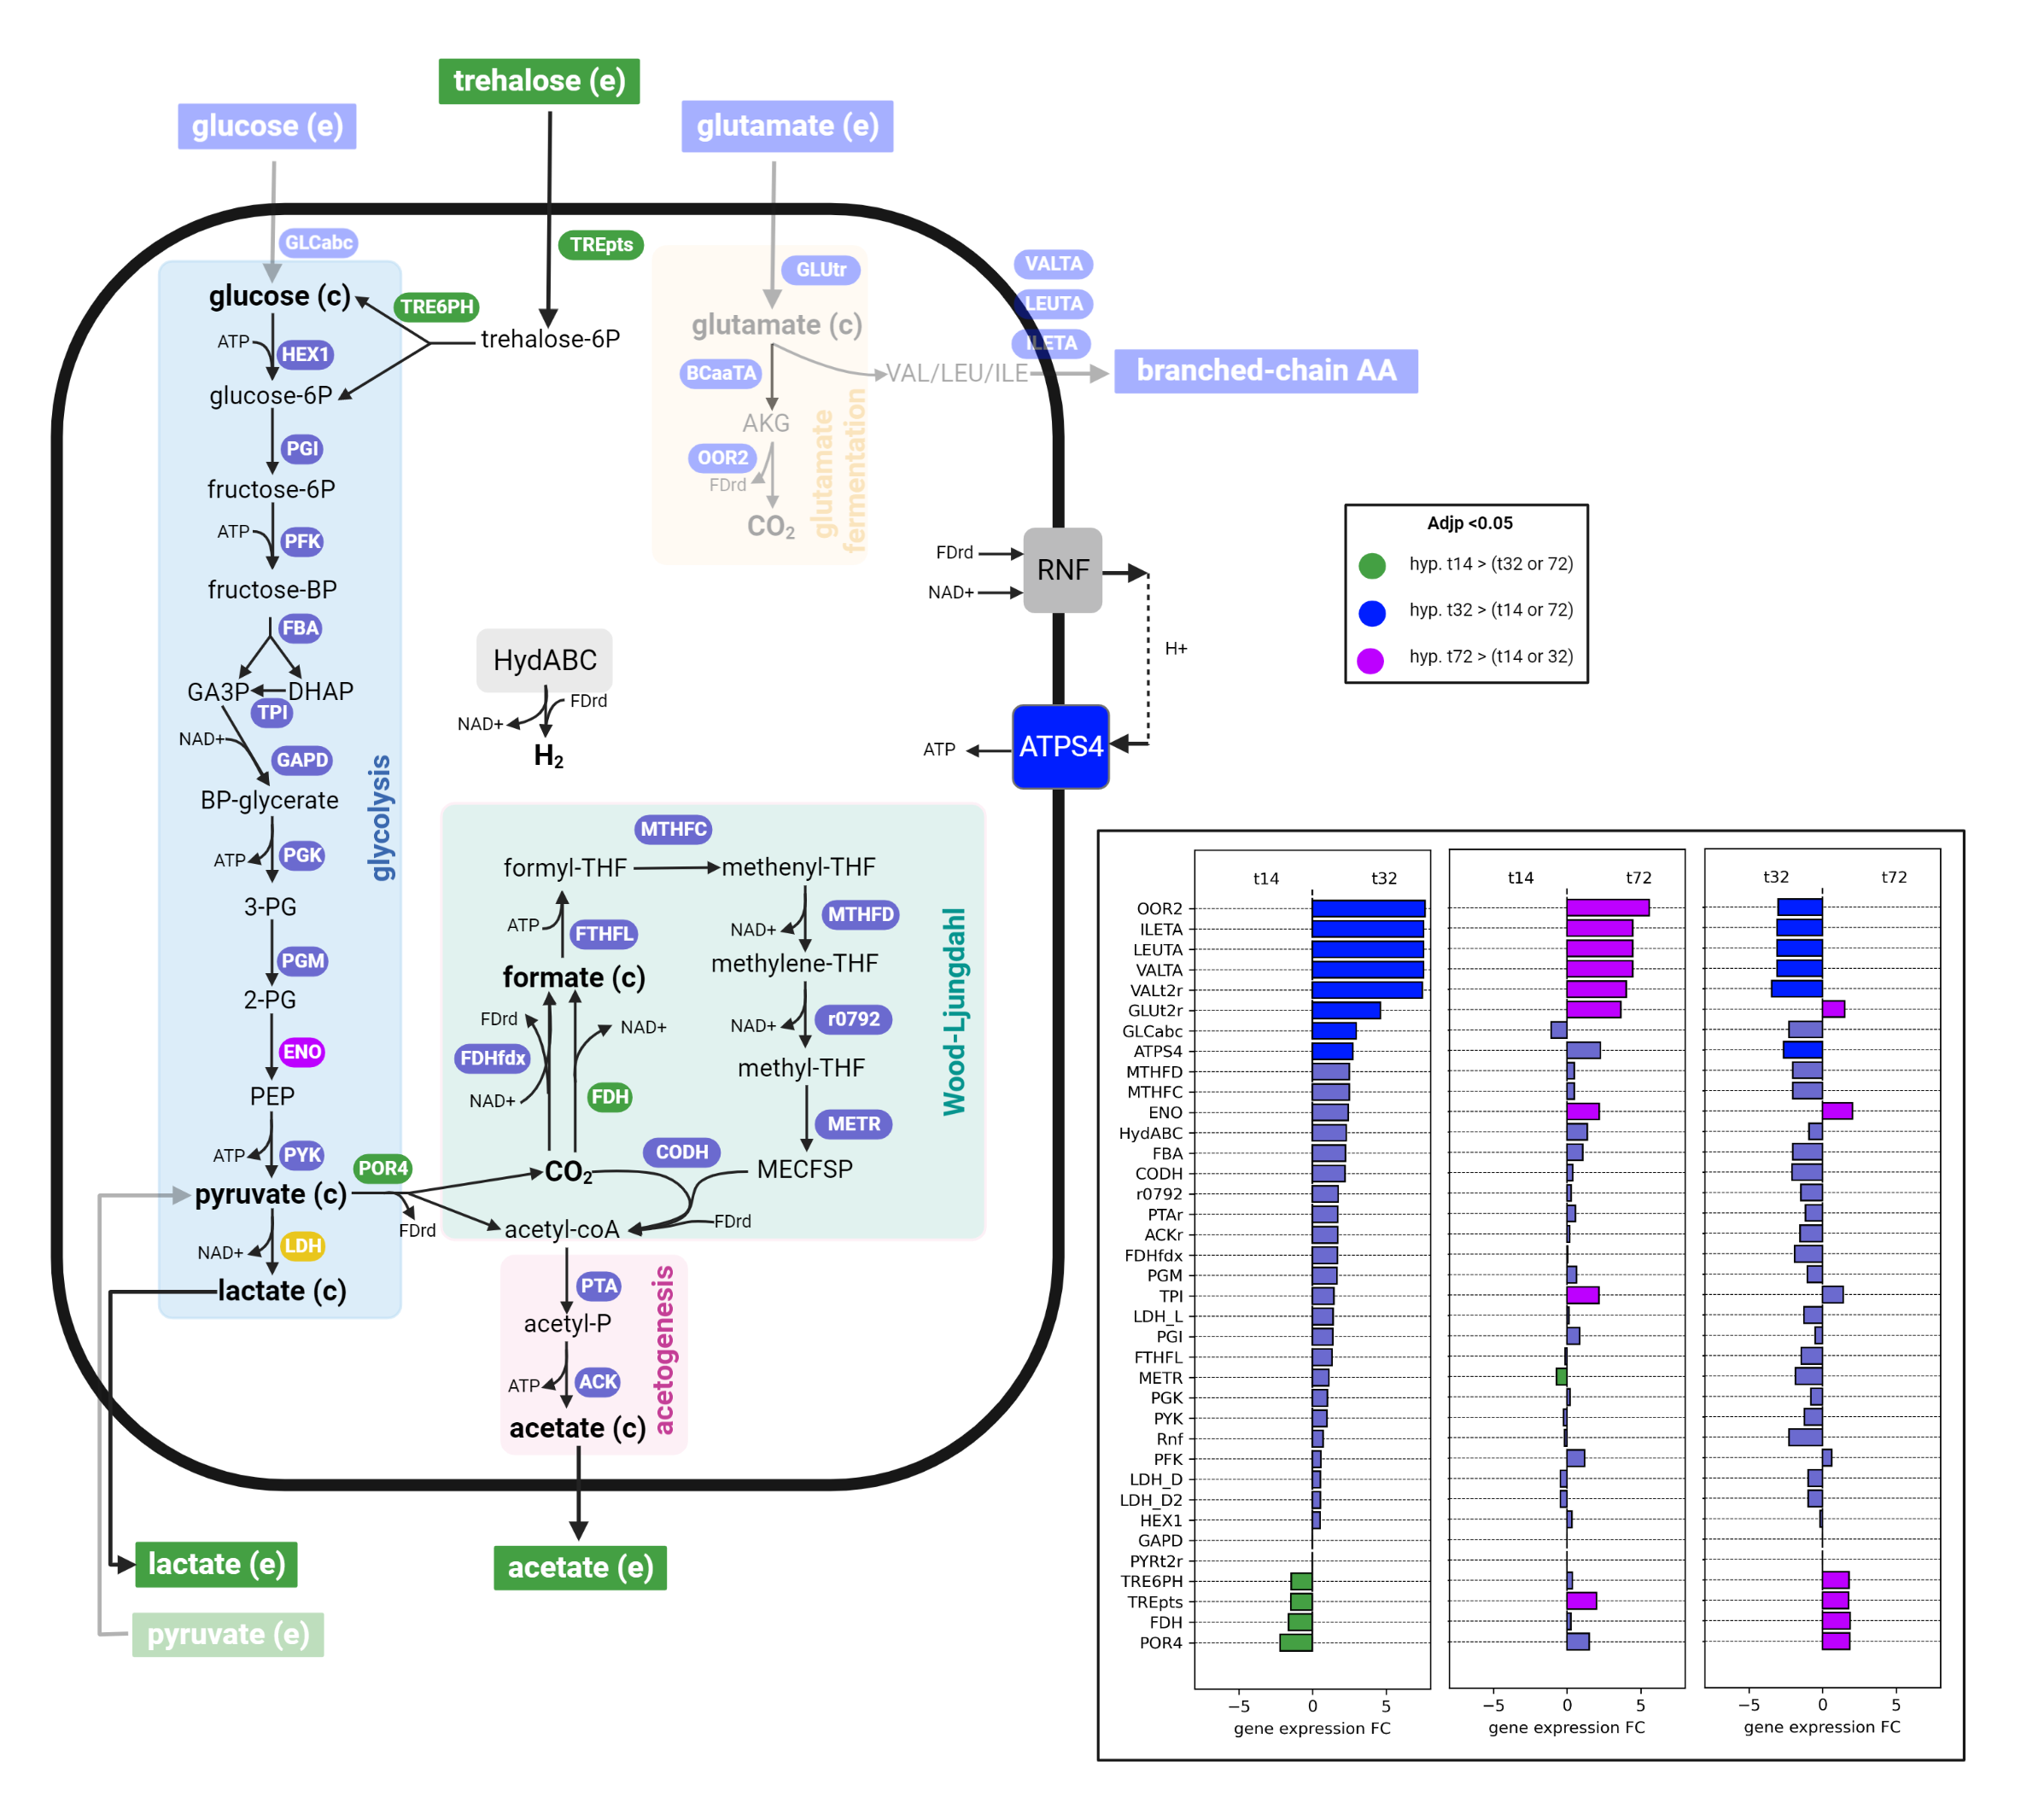 trehalose (e)
glucose (e)
glutamate (e)
GLCabc
TREpts
GLUtr
VALTA
LEUTA
ILETA
glucose (c)
TRE6PH
trehalose-6P
glutamate (c)
ATP
HEX1
BCaaTA
VAL/LEU/ILE
branched-chain AA
glucose-6P
AKG
PGI
OOR2
FDrd
fructose-6P
CO2
glutamate
fermentation
ATP
PFK
fructose-BP
FBA
GA3P
DHAP
TPI
NAD+
GAPD
BP-glycerate
ATP
PGK
glycolysis
3-PG
PGM
2-PG
ENO
PEP
ATP
PYK
pyruvate (c)
POR4
FDrd
NAD+
LDH
lactate (c)
HydABC
FDrd
NAD+
H2
FDrd
NAD+
RNF
H+
ATPS4
ATP
Adjp <0.05
hyp. t14 > (t32 or 72)
hyp. t32 > (t14 or 72)
hyp. t72 > (t14 or 32)
MTHFC
formyl-THF
methenyl-THF
ATP
FTHFL
NAD+
MTHFD
formate (c)
methylene-THF
FDrd
NAD+
NAD+
r0792
FDHfdx
methyl-THF
NAD+
FDH
METR
CODH
CO2
MECFSP
acetyl-coA
FDrd
Wood-Ljungdahl
PTA
acetyl-P
ATP
ACK
acetate (c)
acetogenesis
lactate (e)
acetate (e)
pyruvate (e)
t14 t32
t14 t72
t32 t72
OOR2
ILETA
LEUTA
VALTA
VALt2r
GLUt2r
GLCabc
ATPS4
MTHFD
MTHFC
ENO
HydABC
FBA
CODH
r0792
PTAr
ACKr
FDHfdx
PGM
TPI
LDH_L
PGI
FTHFL
METR
PGK
PYK
Rnf
PFK
LDH_D
LDH_D2
HEX1
GAPD
PYRt2r
TRE6PH
TREpts
FDH
POR4
−5 0 5
−5 0 5
−5 0 5
gene expression FC
gene expression FC
gene expression FC